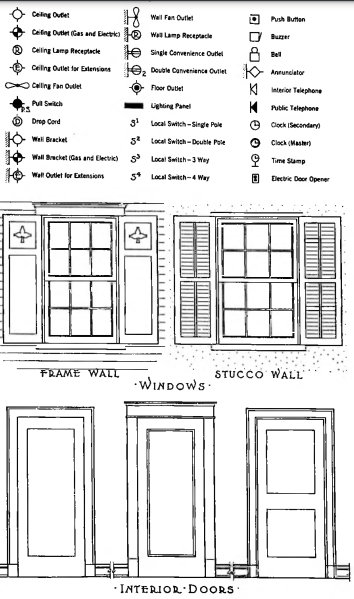 Ceiling Outlet
Ceiling Outlet (Gas and Electric)
Ceiling Lamp Receptacle
Ceiling Outlet for Extensions
Ceiling Fan Outlet
Pull Switch
P.S.
Drop Cord
Wall Bracket
Wall Bracket (Gas and Electric)
Wall Outlet for Extensions
Wall Fan Outlet
Wall Lamp Receptacle
Single Convenience Outlet
2 Double Convenience Outlet
Floor Outlet
Lighting Panel
S¹ Local Switch—Single Pole
S² Local Switch—Double Pole
S³ Local Switch—3 Way
S⁴ Local Switch—4 Way
Push Button
Buzzer
Bell
Annunciator
Interior Telephone
Public Telephone
Clock (Secondary)
Clock (Master)
Time Stamp
Electric Door Opener
FRAME WALL
STUCCO WALL
·WINDOWS·
·INTERIOR·DOORS·